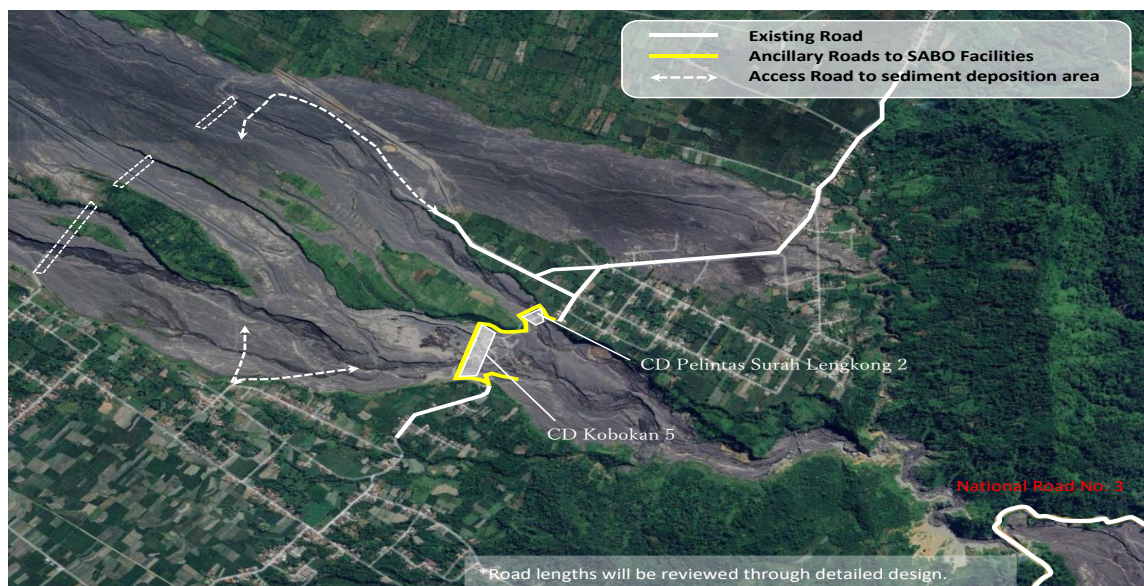 Existing Road
Ancillary Roads to SABO Facilities
Access Road to sediment deposition area
CD Pelintas Surah Lengkong 2
CD Kobokan 5
National Road No. 3
*Road lengths will be reviewed through detailed design.